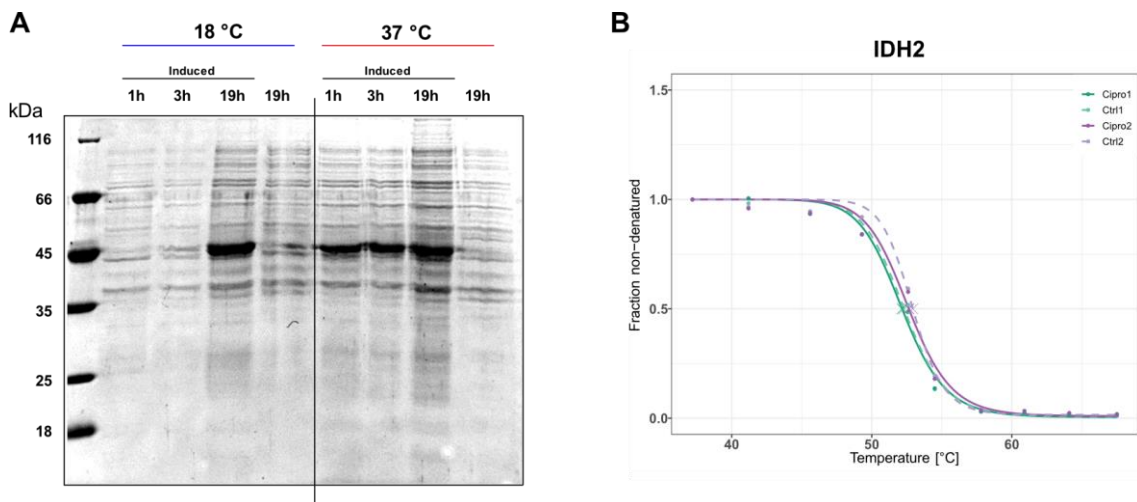 A
18 °C
37 °C
Induced
Induced
1h 3h 19h 19h 1h 3h 19h 19h
kDa
116
66
45
35
25
18
B
IDH2
1.5
1.0
0.5
0.0
Fraction non−denatured
Cipro1
Ctrl1
Cipro2
Ctrl2
40 50 60
Temperature [°C]